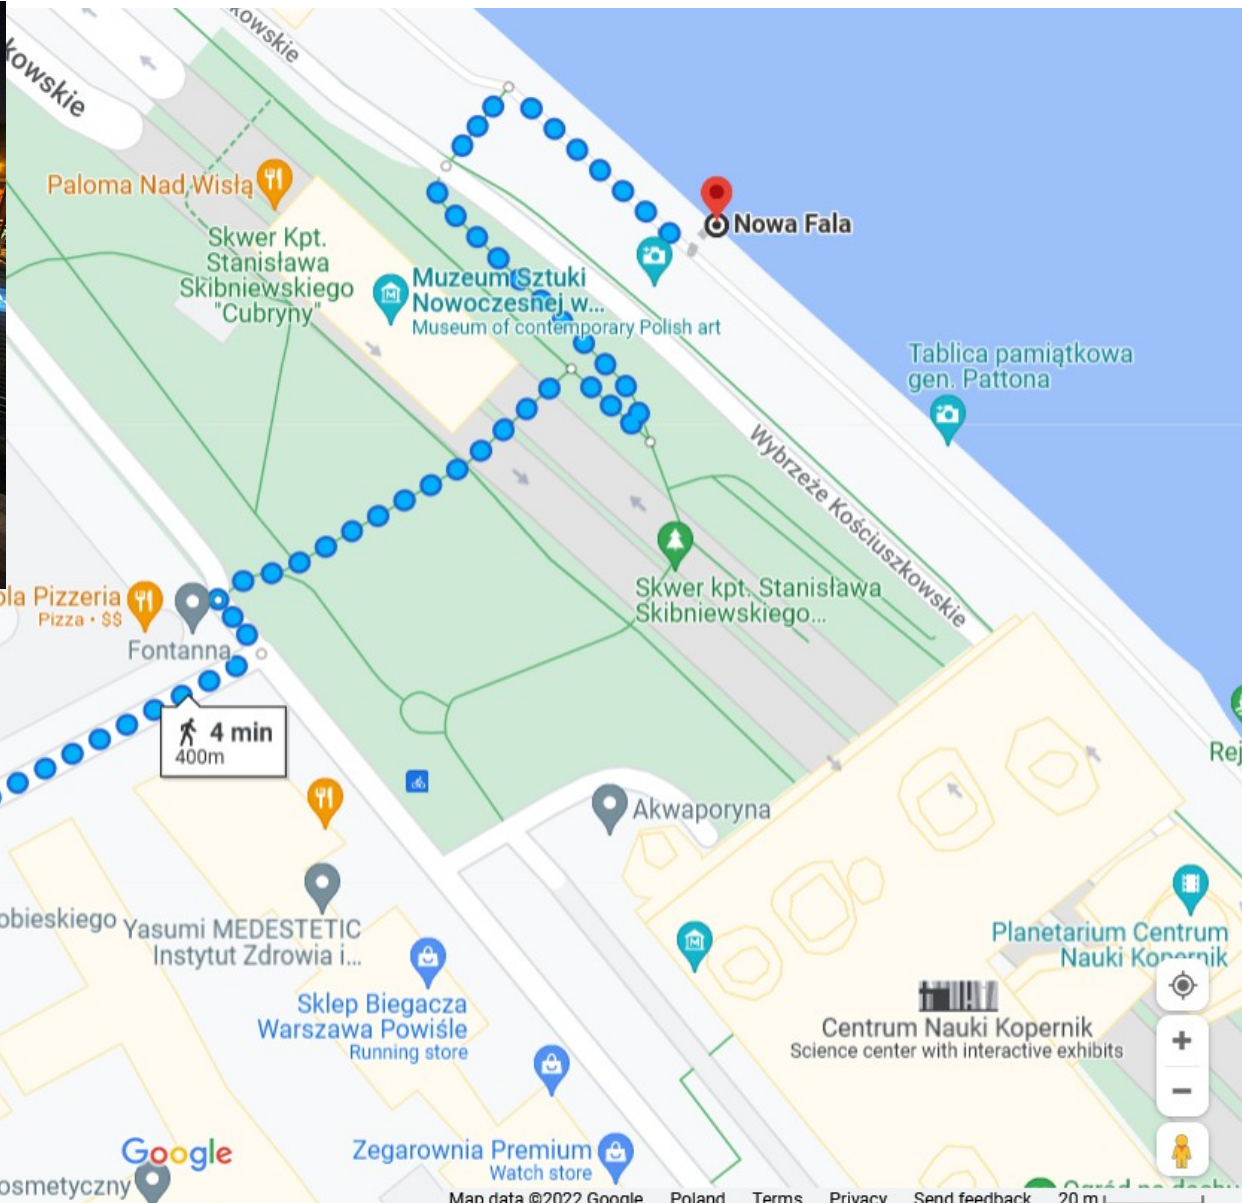 kowskie
kowskie
Paloma Nad Wisłą
Skwer Kpt.
Stanisława
Skibniewskiego
"Cubryny"
Muzeum Sztuki
Nowoczesnej w...
Museum of contemporary Polish art
Nowa Fala
Tablica pamiątkowa
gen. Pattona
Wybrzeże Kościuszkowskie
Skwer kpt. Stanisława
Skibniewskiego...
ola Pizzeria
Pizza • $$
Fontanna
4 min
400m
Rej
Akwaporyna
obieskiego
Yasumi MEDESTETIC
Instytut Zdrowia i...
Planetarium Centrum
Nauki Kopernik
Sklep Biegacza
Warszawa Powiśle
Running store
Centrum Nauki Kopernik
Science center with interactive exhibits
Google
Zegarownia Premium
Watch store
osmetyczny
Map data ©2022 Google Poland Terms Privacy Send feedback 20 m